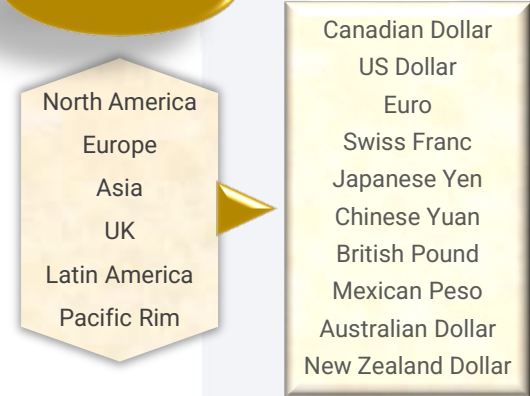 North America
Europe
Asia
UK
Latin America
Pacific Rim
Canadian Dollar
US Dollar
Euro
Swiss Franc
Japanese Yen
Chinese Yuan
British Pound
Mexican Peso
Australian Dollar
New Zealand Dollar